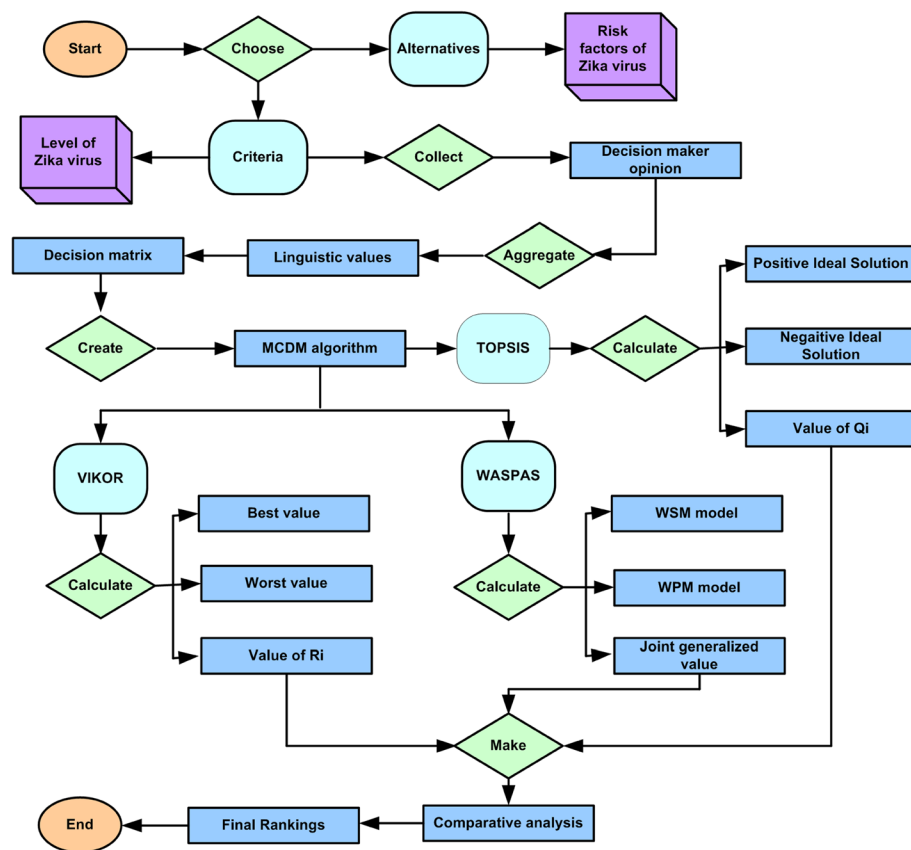 Start
Choose
Alternatives
Risk
factors of
Zika virus
Level of
Zika virus
Criteria
Collect
Decision maker
opinion
Decision matrix
Linguistic values
Aggregate
Positive Ideal Solution
Create
MCDM algorithm
TOPSIS
Calculate
Negaitive Ideal
Solution
Value of Qi
VIKOR
WASPAS
Best value
WSM model
Calculate
Worst value
Calculate
WPM model
Value of Ri
Joint generalized
value
Make
End
Final Rankings
Comparative analysis